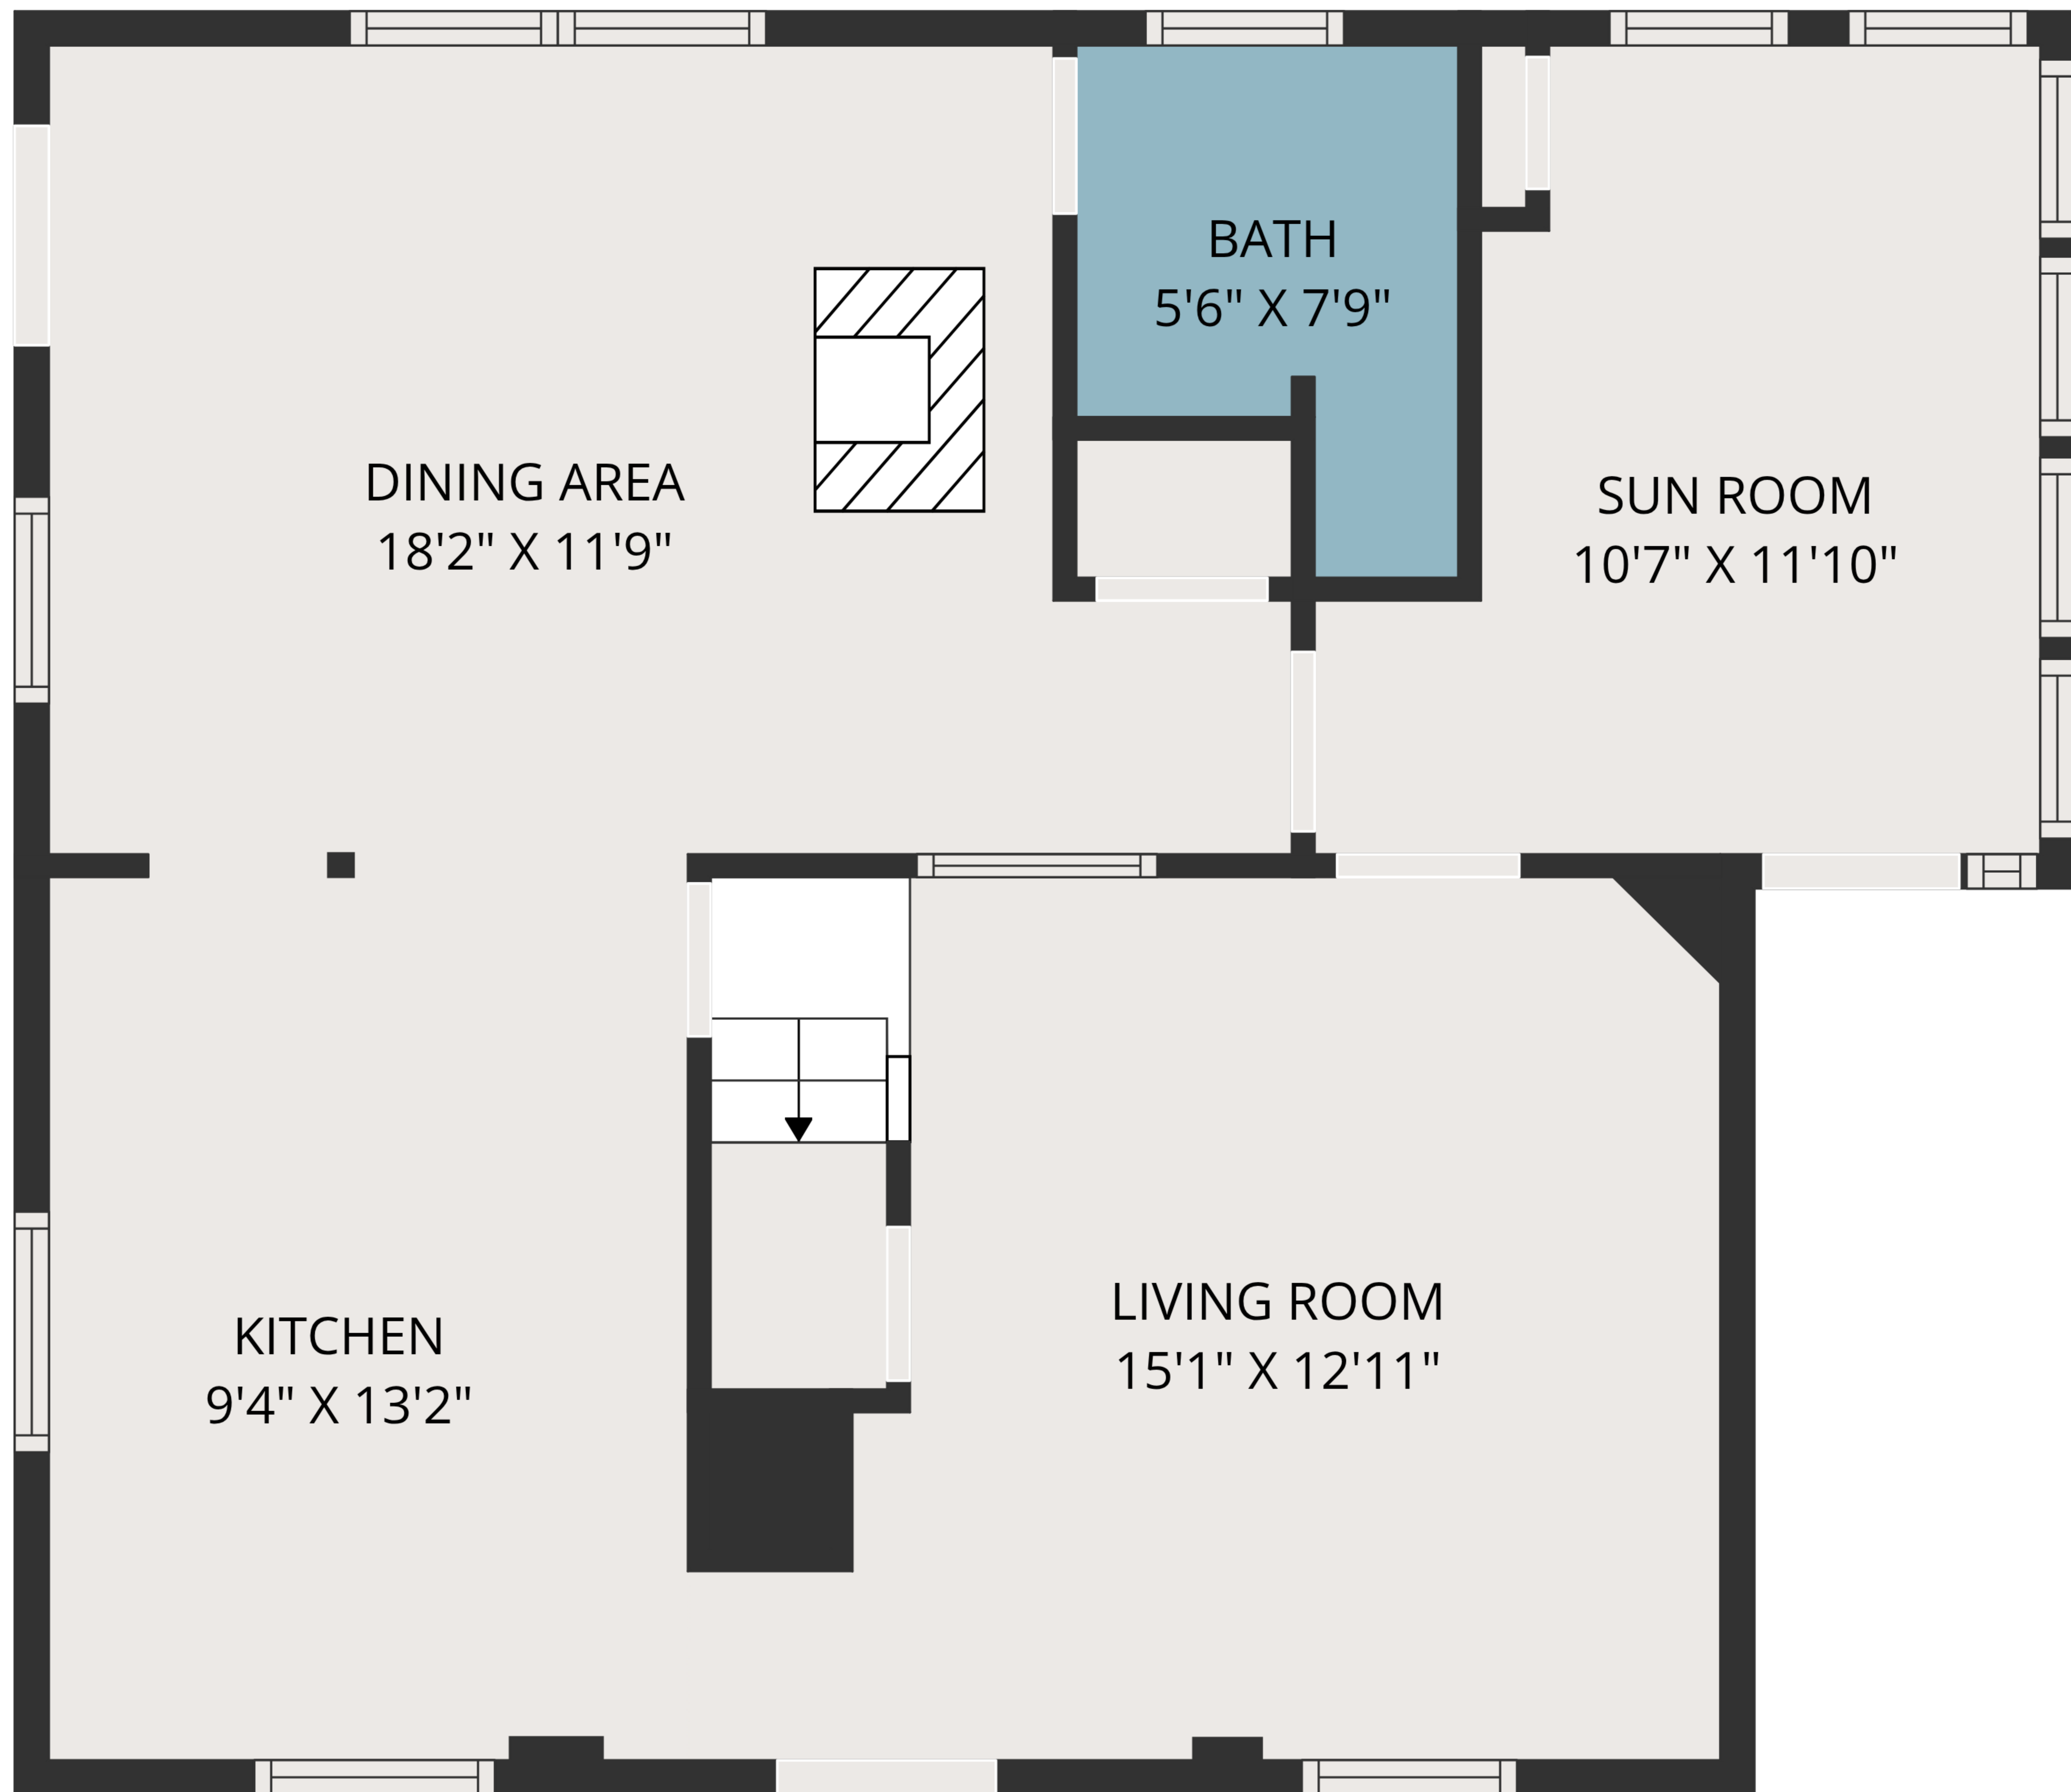 BATH
5'6" X 7'9"
DINING AREA
18'2" X 11'9"
SUN ROOM
10'7" X 11'10"
KITCHEN
9'4" X 13'2"
LIVING ROOM
15'1" X 12'11"